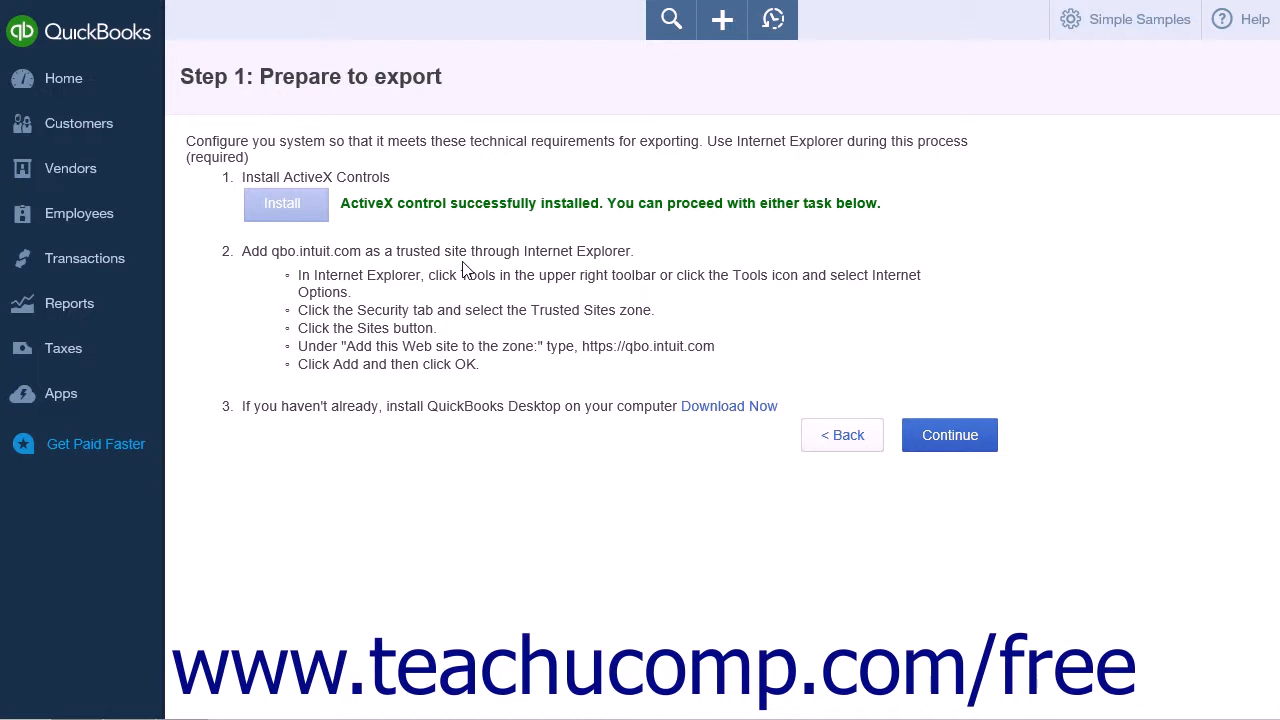 QuickBooks
Simple Samples
Help
Home
Customers
Vendors
Employees
Transactions
Reports
Taxes
Apps
Get Paid Faster
Step 1: Prepare to export
Configure you system so that it meets these technical requirements for exporting. Use Internet Explorer during this process
(required)
1. Install ActiveX Controls
Install
ActiveX control successfully installed. You can proceed with either task below.
2. Add qbo.intuit.com as a trusted site through Internet Explorer.
In Internet Explorer, click Tools in the upper right toolbar or click the Tools icon and select Internet
Options.
Click the Security tab and select the Trusted Sites zone.
Click the Sites button.
Under "Add this Web site to the zone:" type, https://qbo.intuit.com
Click Add and then click OK.
3. If you haven't already, install QuickBooks Desktop on your computer Download Now
< Back
Continue
www.teachucomp.com/free